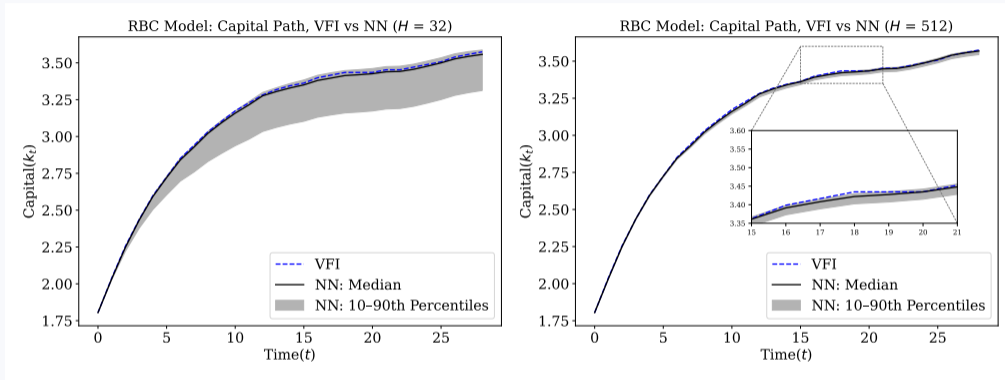 RBC Model: Capital Path, VFI vs NN (H = 32)
3.50
3.25
3.00
2.75
2.50
2.25
2.00
1.75
Capital(kt)
0 5 10 15 20 25
Time(t)
VFI
NN: Median
NN: 10–90th Percentiles
RBC Model: Capital Path, VFI vs NN (H = 512)
3.50
3.25
3.00
2.75
2.50
2.25
2.00
1.75
Capital(kt)
3.60
3.55
3.50
3.45
3.40
3.35
15 16 17 18 19 20 21
VFI
NN: Median
NN: 10–90th Percentiles
0 5 10 15 20 25
Time(t)